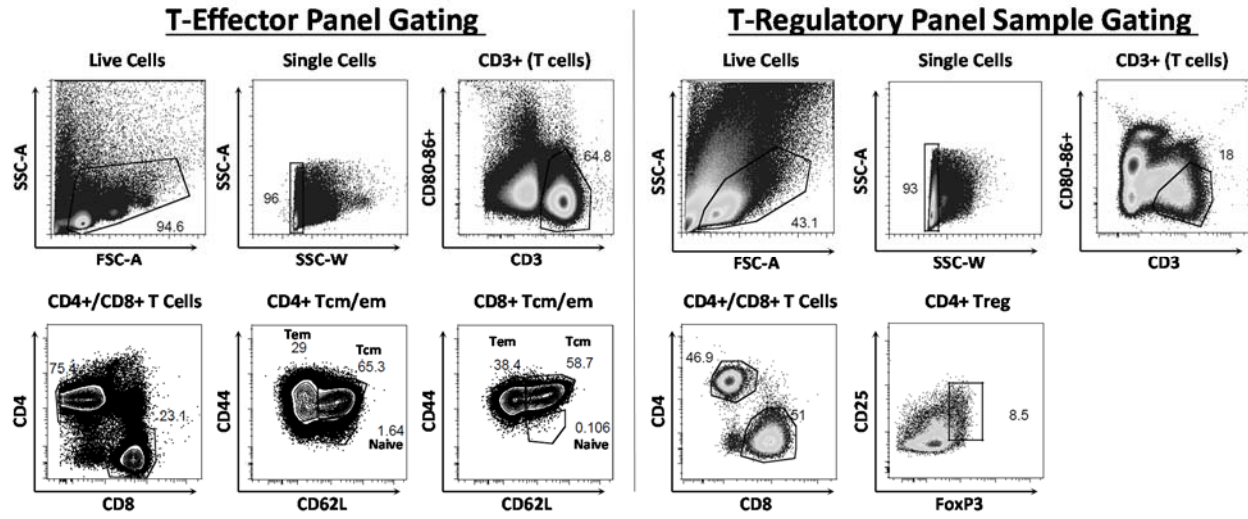 T-Effector Panel Gating
Live Cells
SSC-A
94.6
FSC-A
Single Cells
SSC-A
96
SSC-W
CD3+ (T cells)
CD80-86+
64.8
CD3
CD4+/CD8+ T Cells
CD4
23.1
CD8
CD4+ Tcm/em
Tem
29
Tcm
65.3
CD44
1.64
Naive
CD62L
CD8+ Tcm/em
Tem
38.4
Tcm
58.7
CD44
0.106
Naive
CD62L
T-Regulatory Panel Sample Gating
Live Cells
SSC-A
43.1
FSC-A
Single Cells
SSC-A
93
SSC-W
CD3+ (T cells)
CD80-86+
18
CD3
CD4+/CD8+ T Cells
46.9
CD4
51
CD8
CD4+ Treg
CD25
8.5
FoxP3